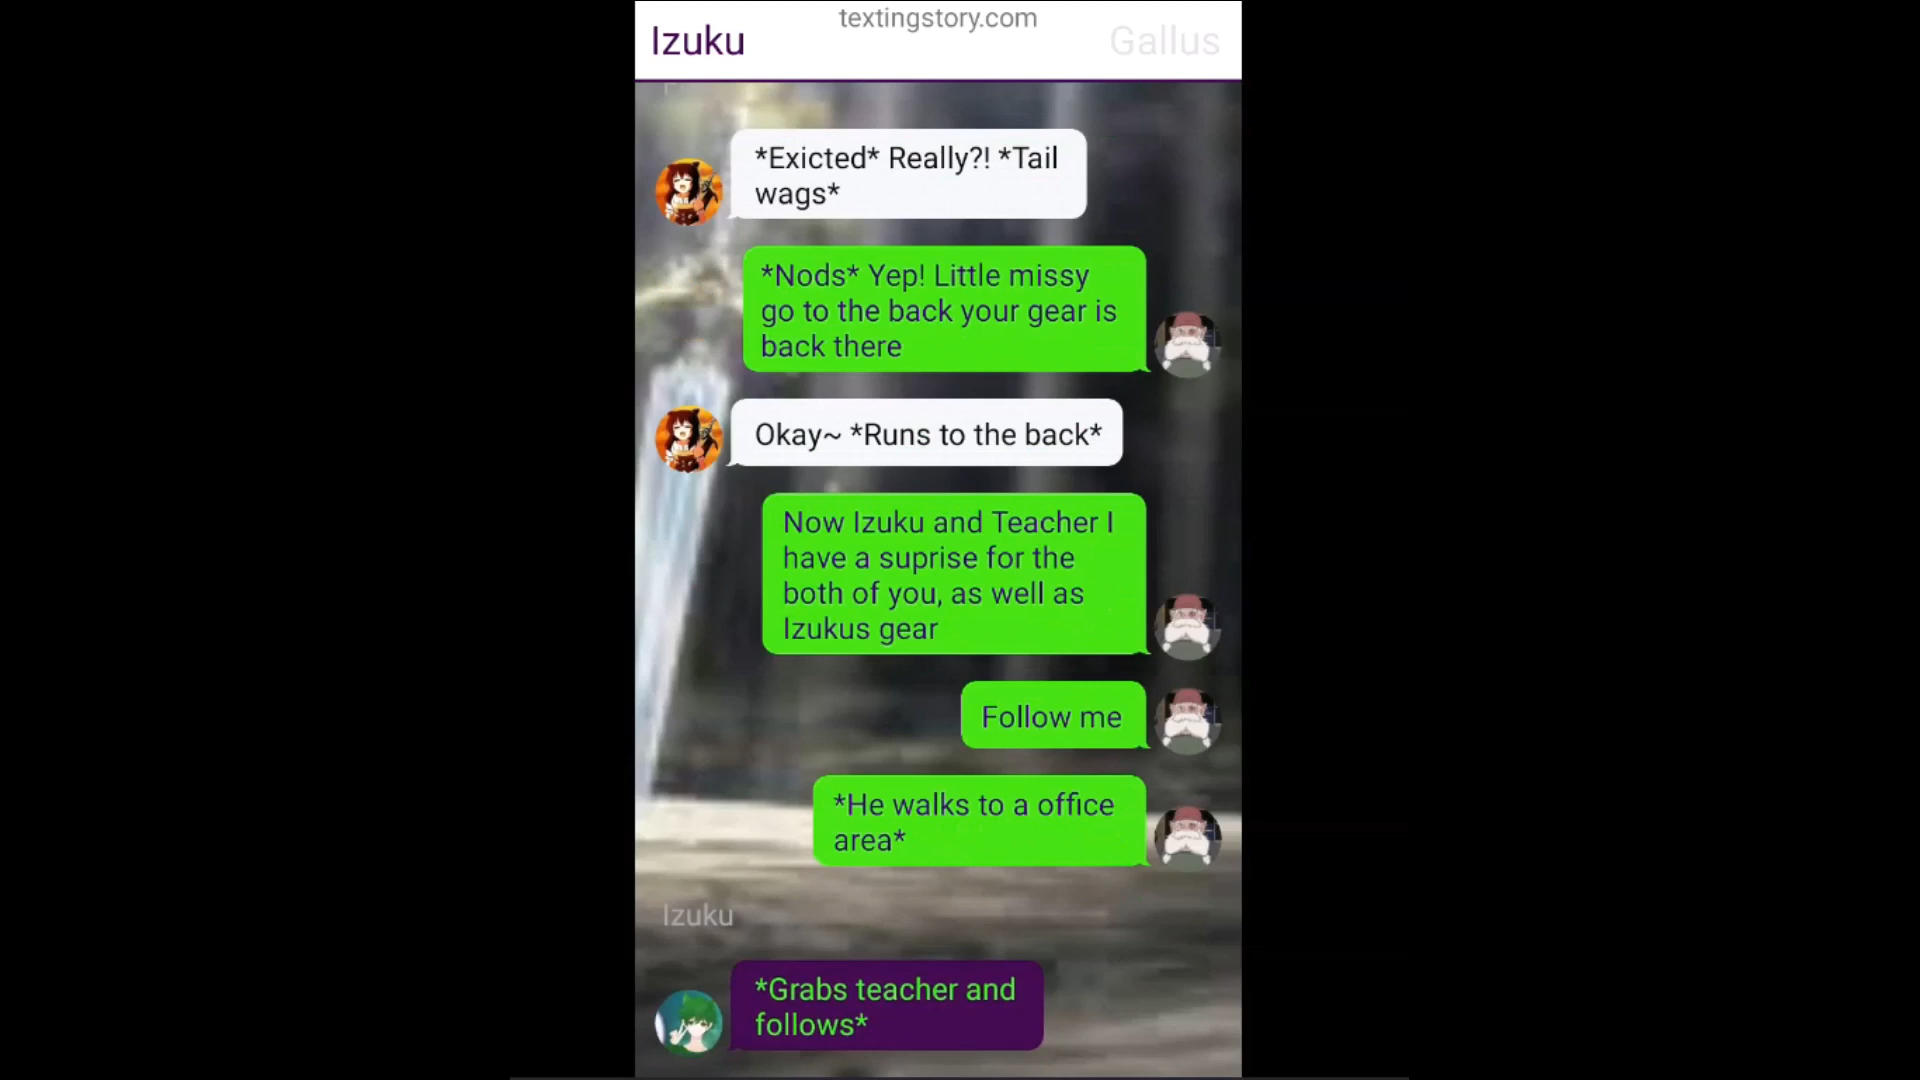 textingstory.com
Izuku
Gallus
*Exicted* Really?! *Tail
wags*
*Nods* Yep! Little missy
go to the back your gear is
back there
Okay~ *Runs to the back*
Now Izuku and Teacher I
have a suprise for the
both of you, as well as
Izukus gear
Follow me
*He walks to a office
area*
Izuku
*Grabs teacher and
follows*